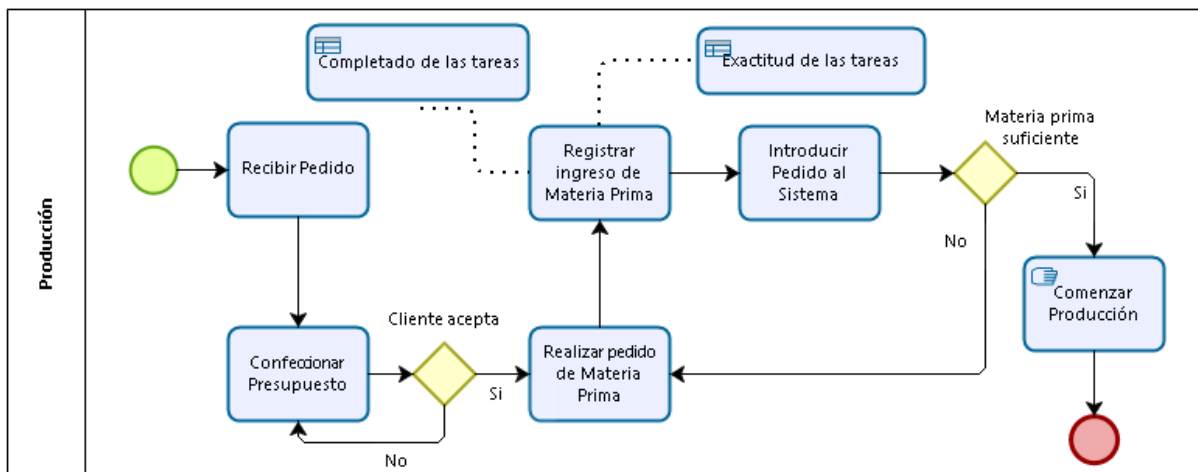 Producción
Completado de las tareas
Exactitud de las tareas
Recibir Pedido
Registrar
ingreso de
Materia Prima
Introducir
Pedido al
Sistema
Materia prima
suficiente
Si
No
Comenzar
Producción
Confeccionar
Presupuesto
Cliente acepta
Si
No
Realizar pedido
de Materia
Prima